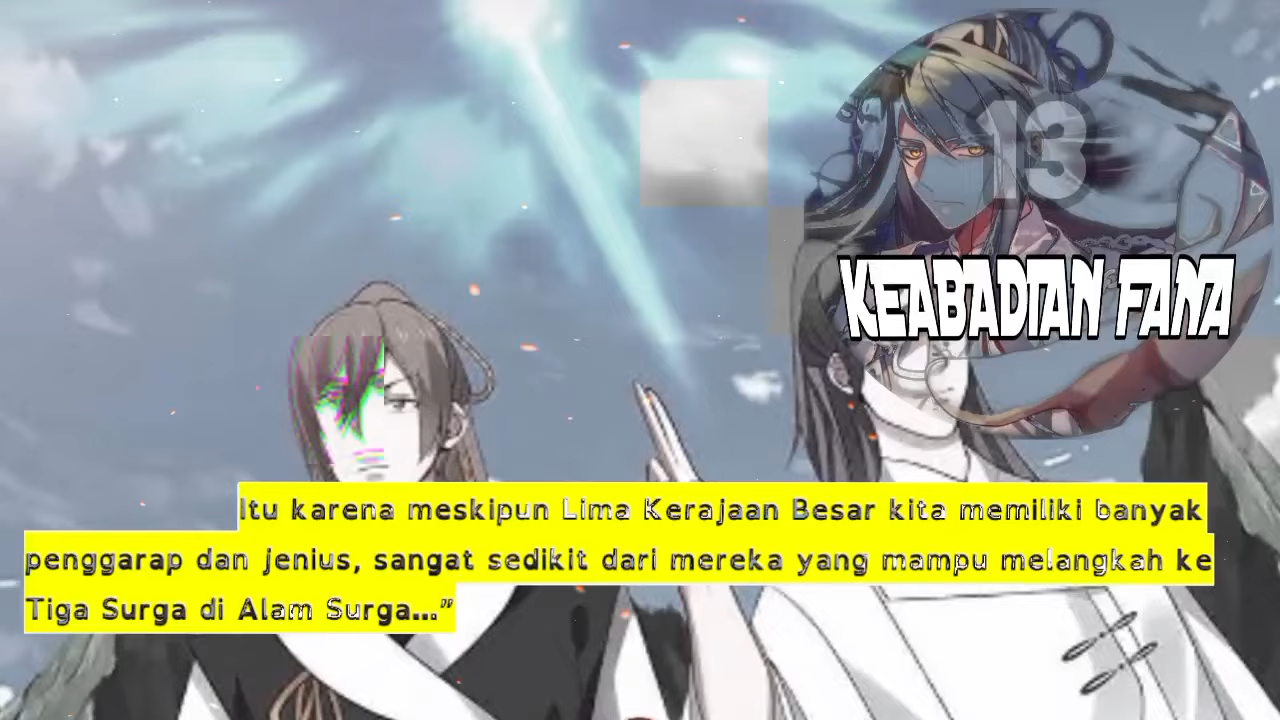 13
KEABADIAN FANA
Itu karena meskipun Lima Kerajaan Besar kita memiliki banyak
penggarap dan jenius, sangat sedikit dari mereka yang mampu melangkah ke
Tiga Surga di Alam Surga...”